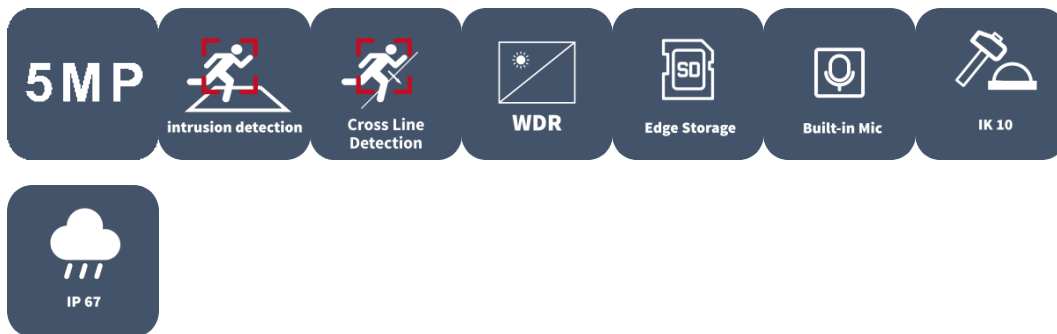 5MP
intrusion detection
Cross Line
Detection
WDR
SD
Edge Storage
Built-in Mic
IK 10
IP 67